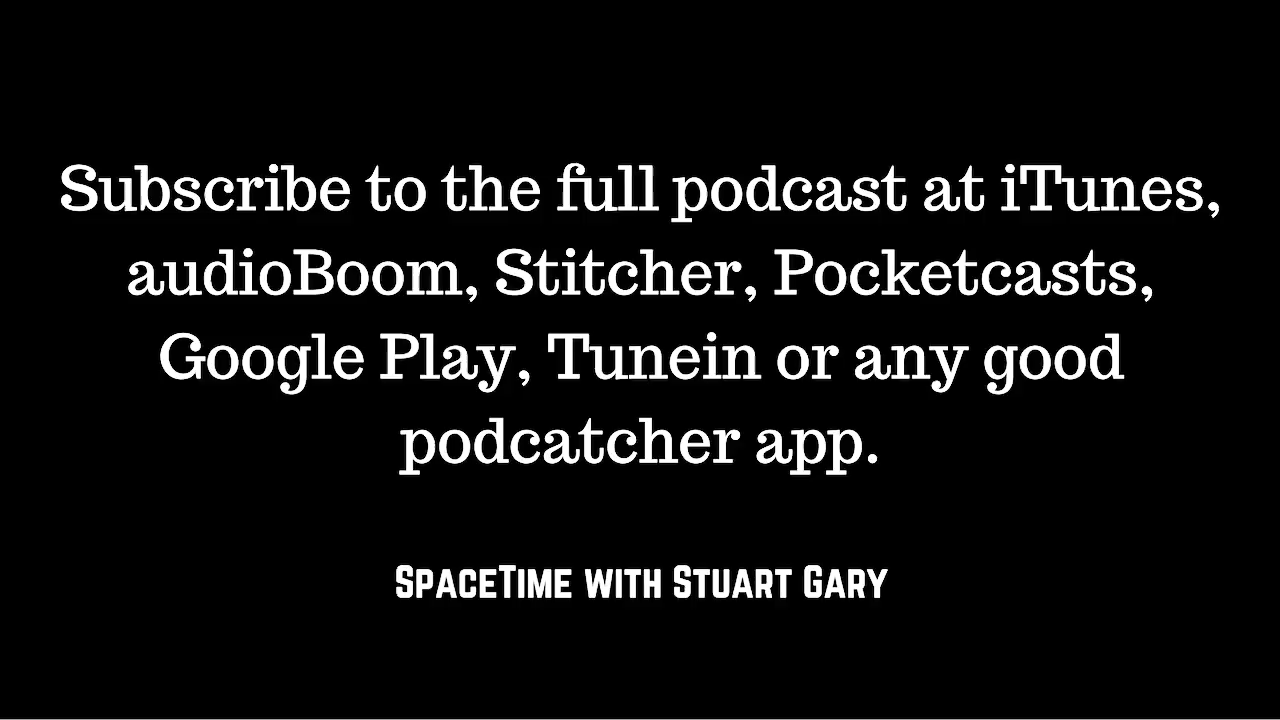 Subscribe to the full podcast at iTunes,
audioBoom, Stitcher, Pocketcasts,
Google Play, Tunein or any good
podcatcher app.
SpaceTime with Stuart Gary